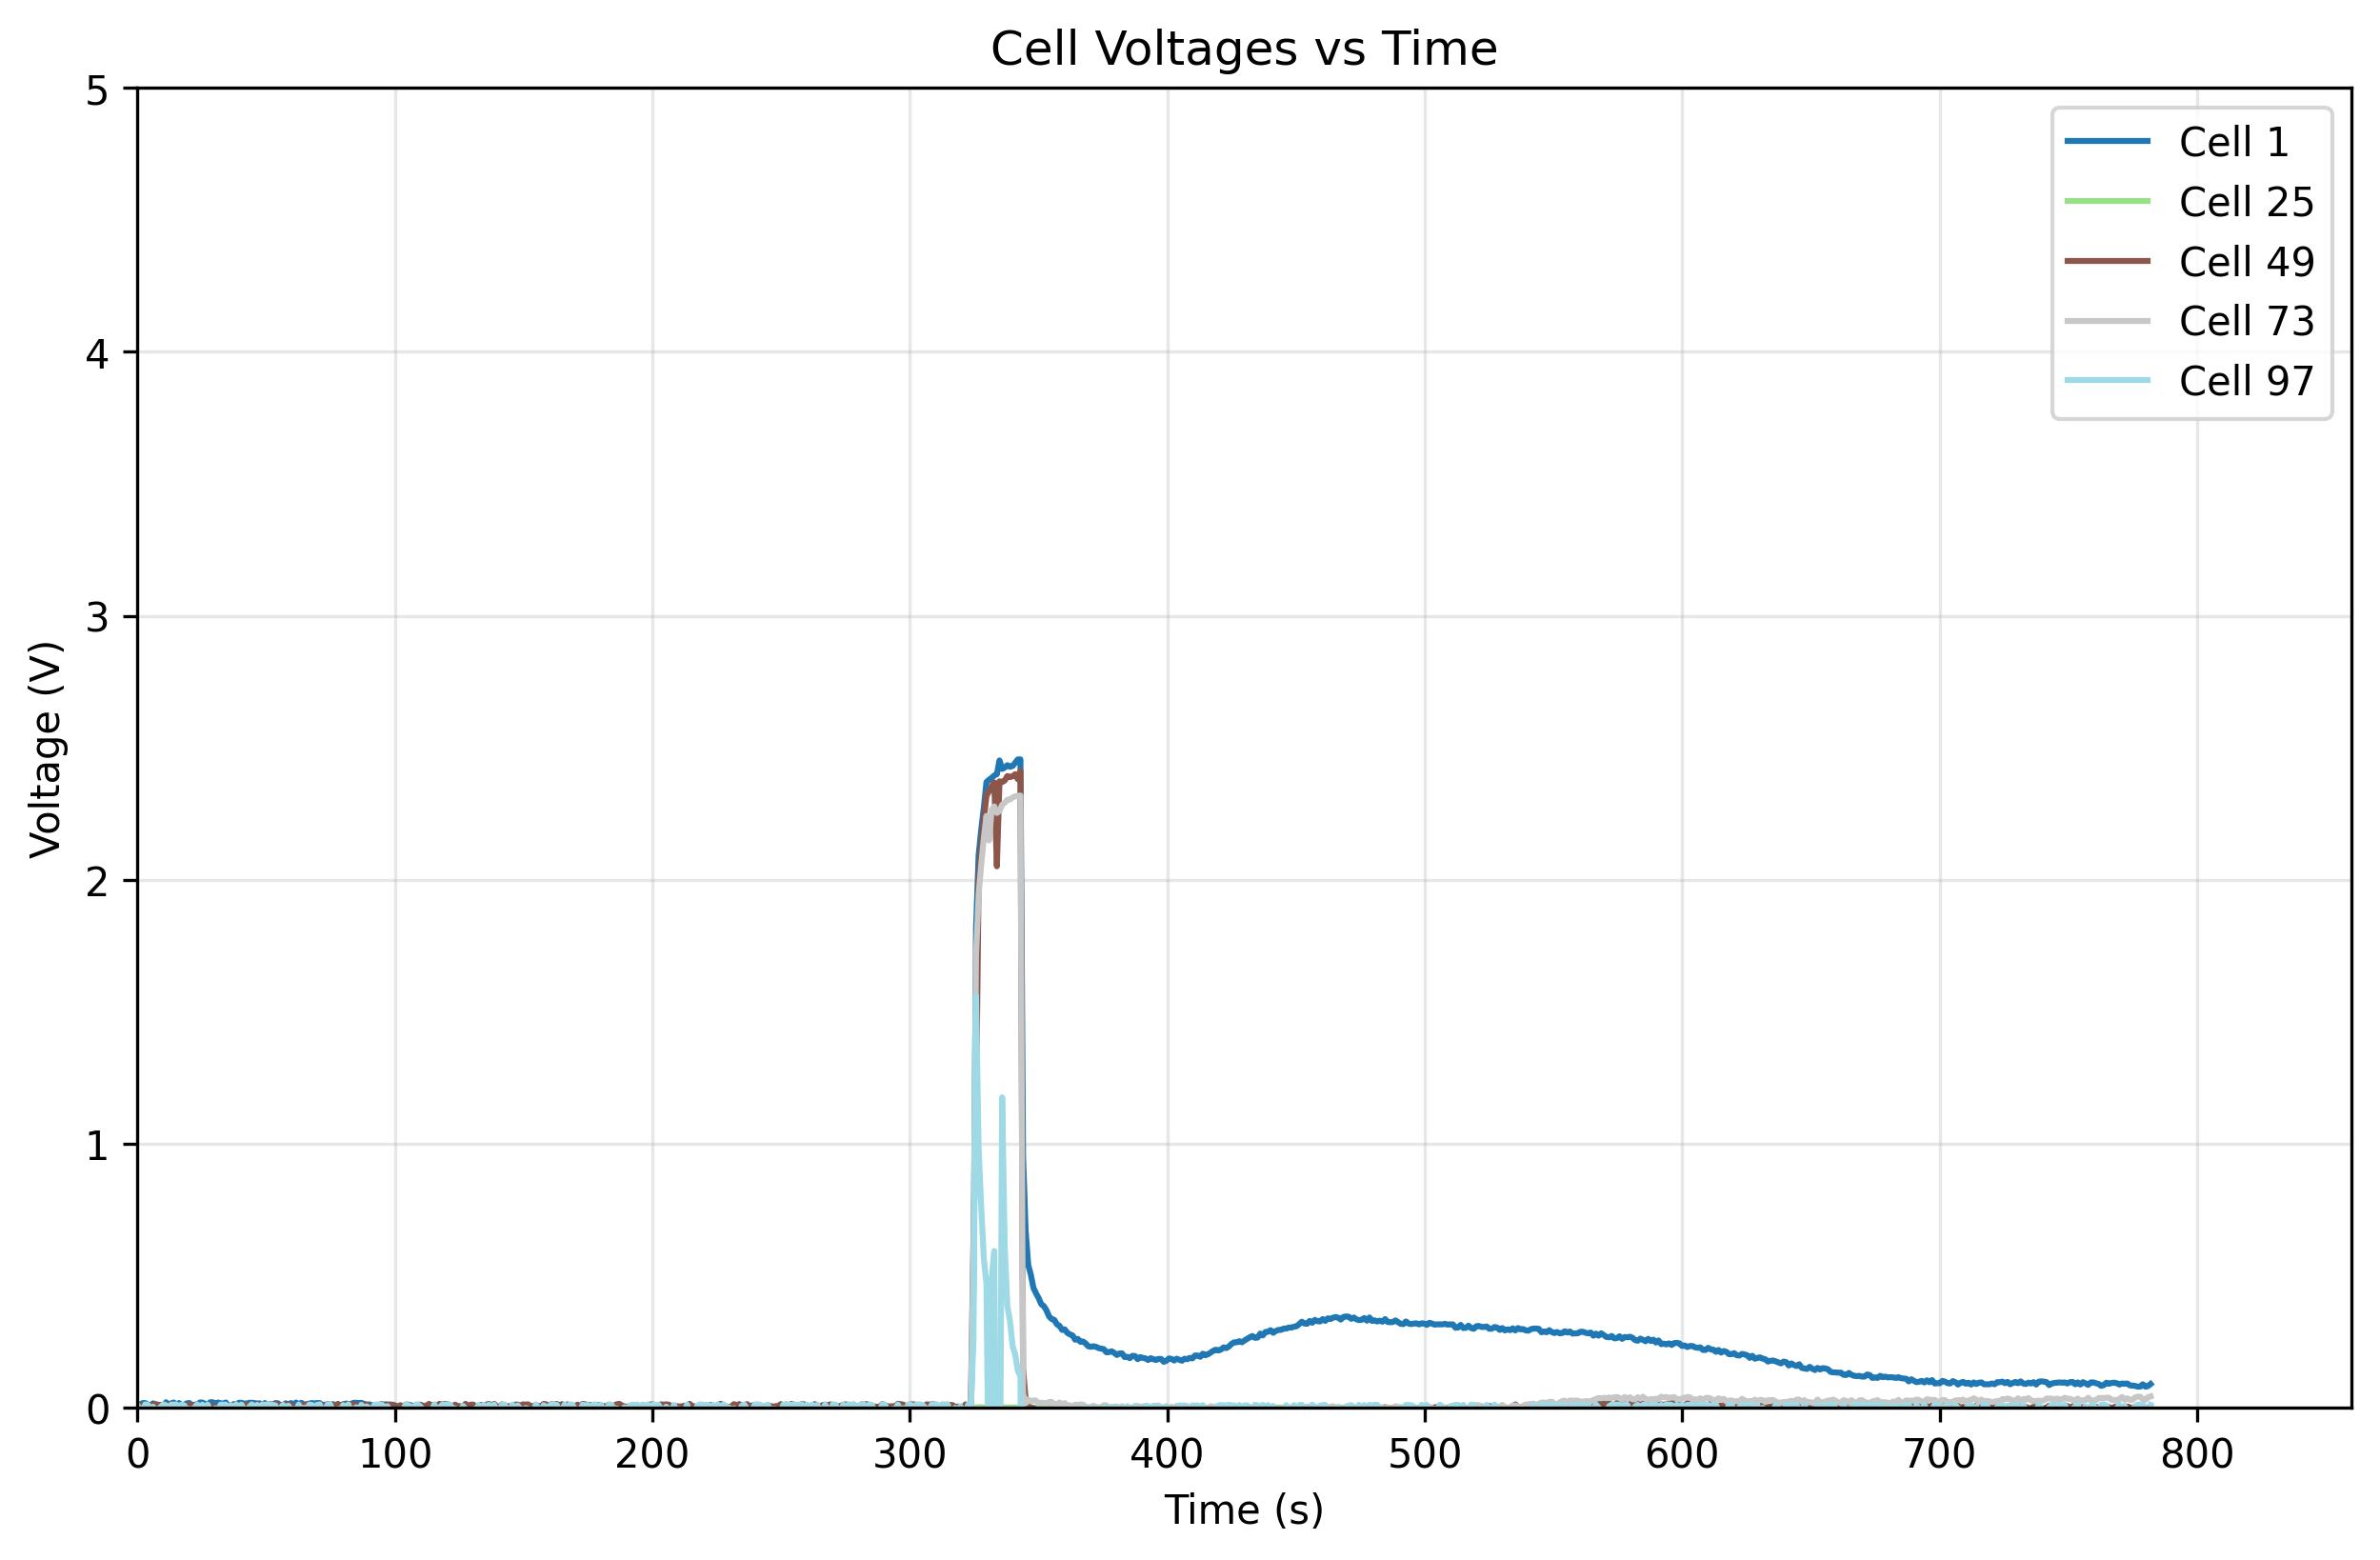 Cell Voltages vs Time
5
4
3
2
1
0
Voltage (V)
0 100 200 300 400 500 600 700 800
Time (s)
Cell 1
Cell 25
Cell 49
Cell 73
Cell 97